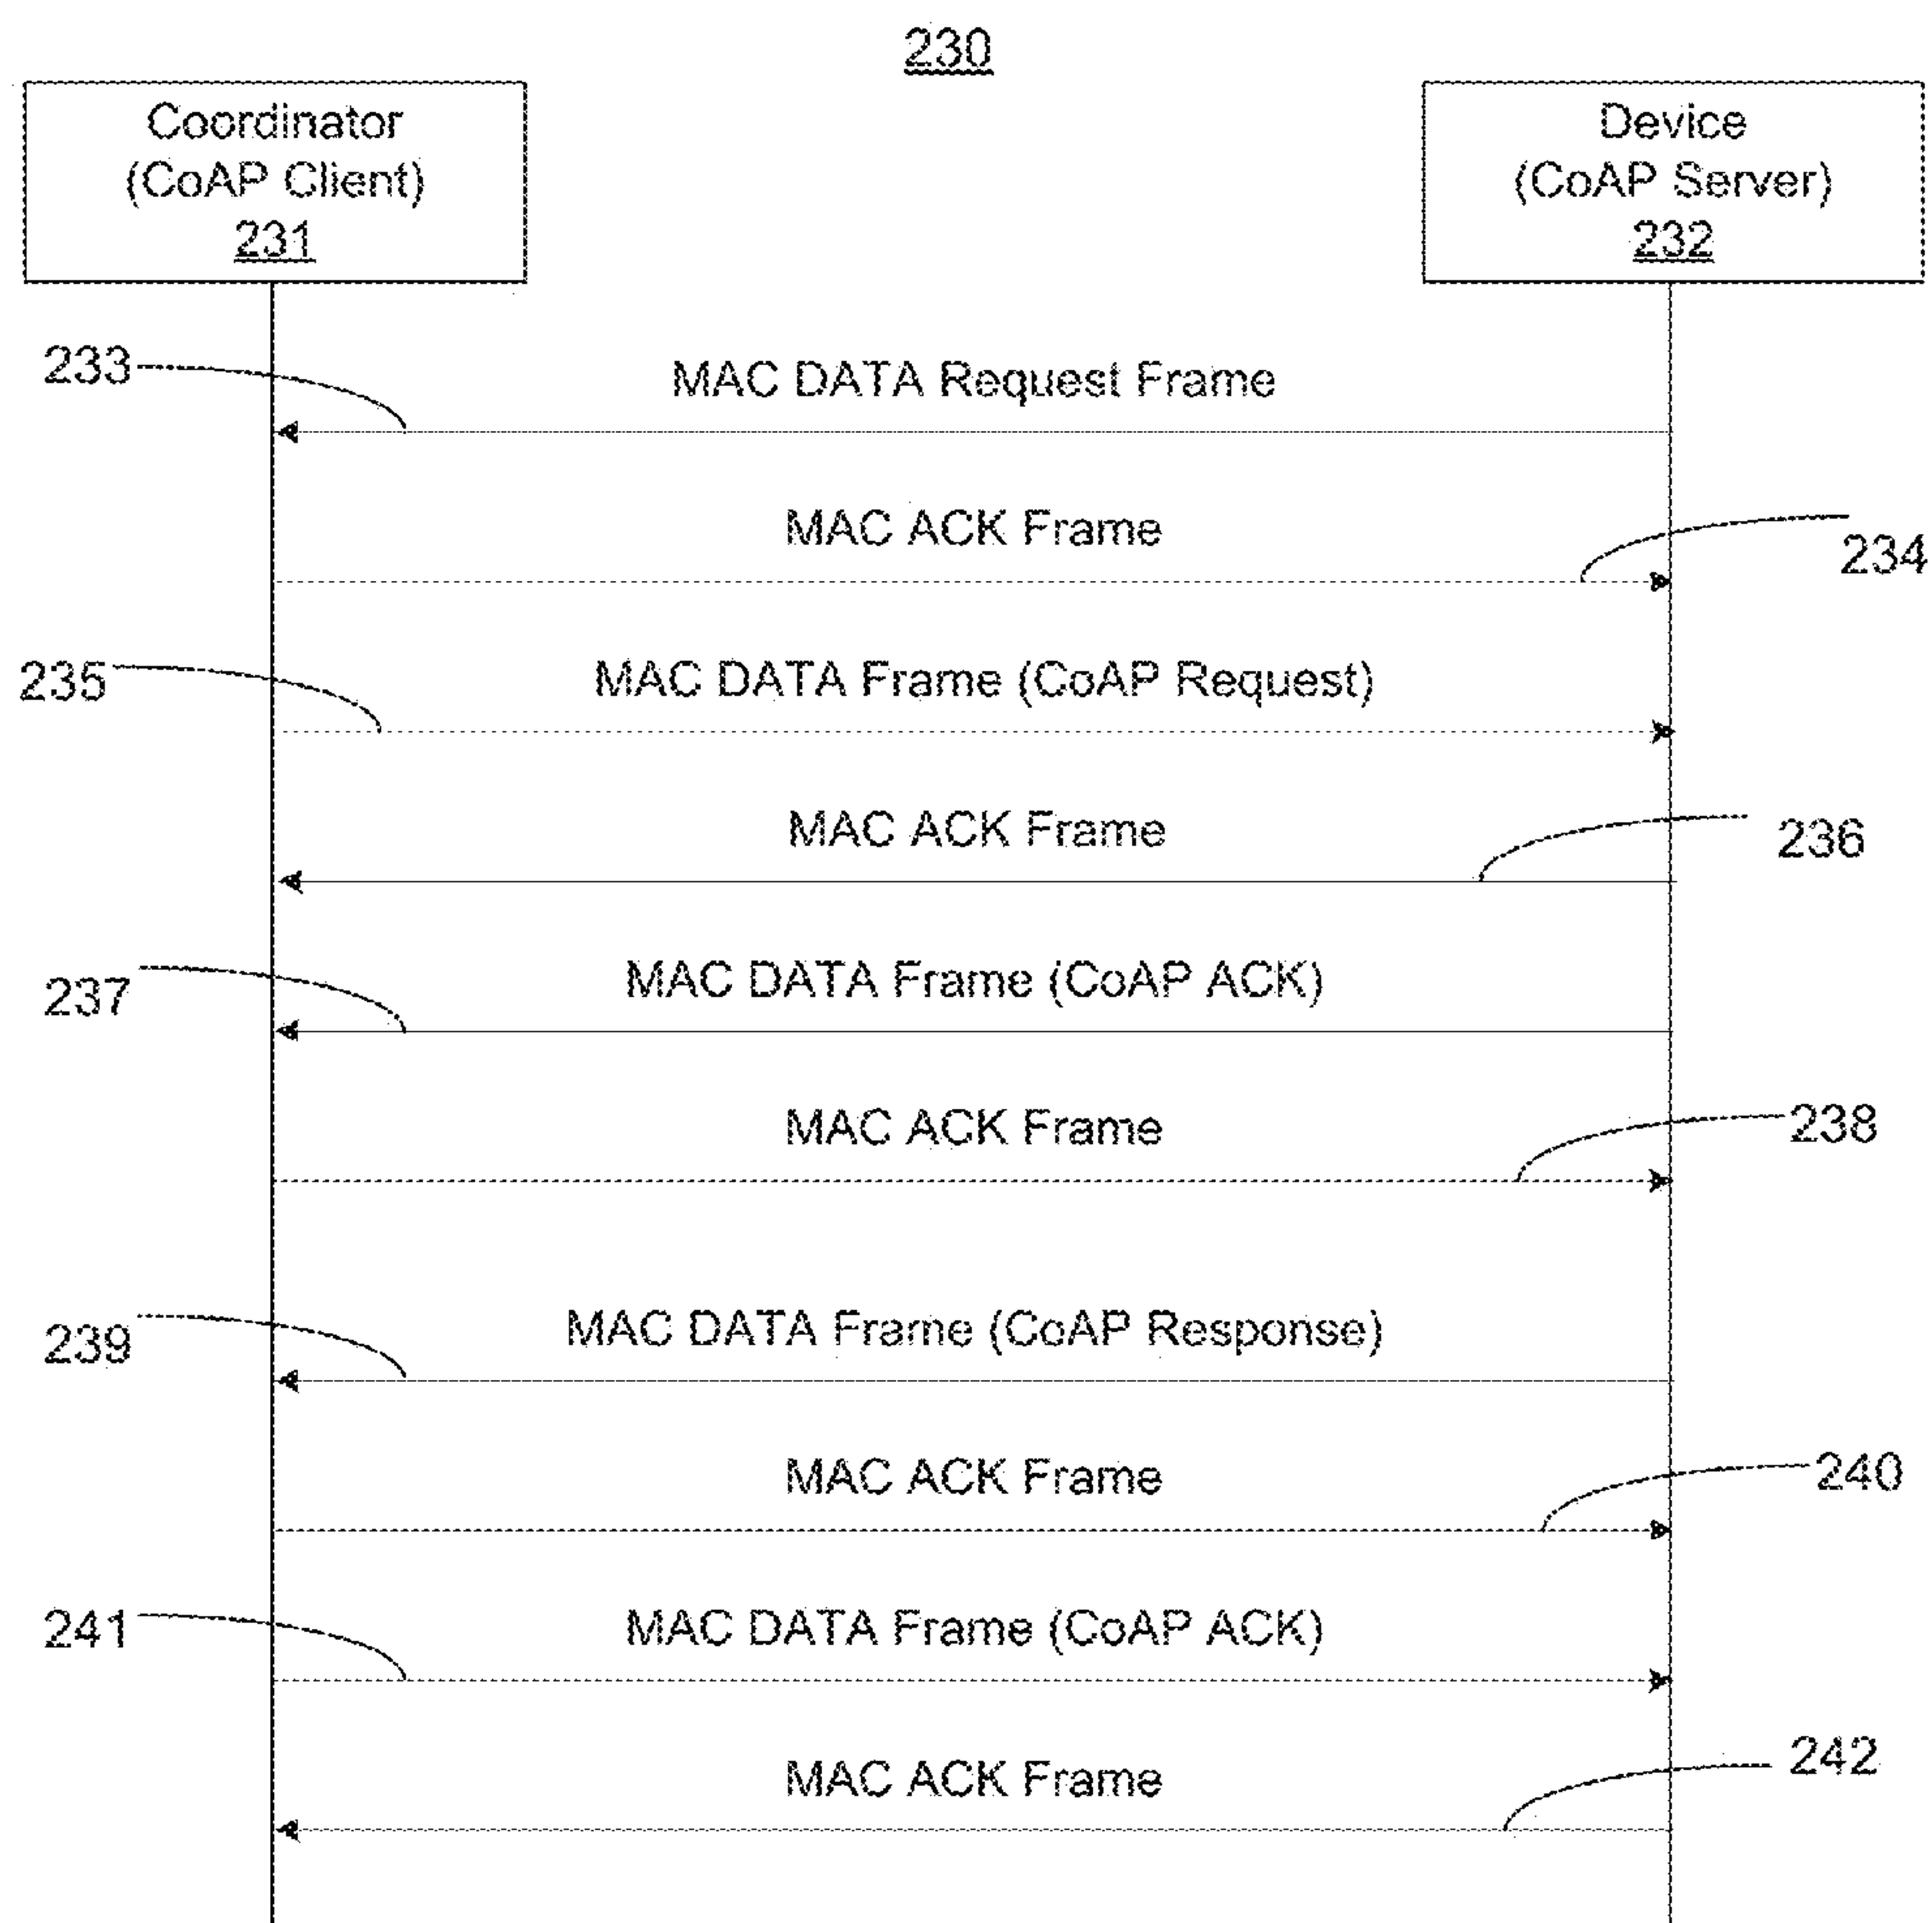 230
Coordinator
(CoAP Client)
231
Device
(CoAP Server)
232
233
MAC DATA Request Frame
MAC ACK Frame
234
235
MAC DATA Frame (CoAP Request)
MAC ACK Frame
236
237
MAC DATA Frame (CoAP ACK)
MAC ACK Frame
238
239
MAC DATA Frame (CoAP Response)
MAC ACK Frame
240
241
MAC DATA Frame (CoAP ACK)
MAC ACK Frame
242